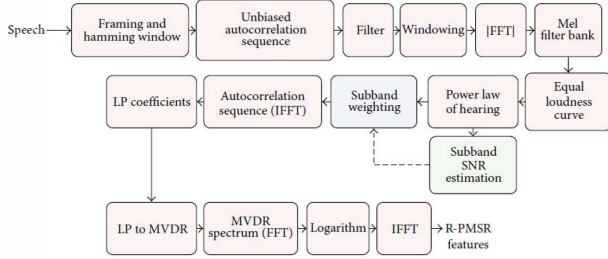 Speech
Framing and
hamming window
Unbiased
autocorrelation
sequence
Filter
Windowing
|FFT|
Mel
filter bank
LP coefficients
Autocorrelation
sequence (IFFT)
Subband
weighting
Power law
of hearing
Equal
loudness
curve
Subband
SNR
estimation
LP to MVDR
MVDR
spectrum (FFT)
Logarithm
IFFT
R-PMSR
features